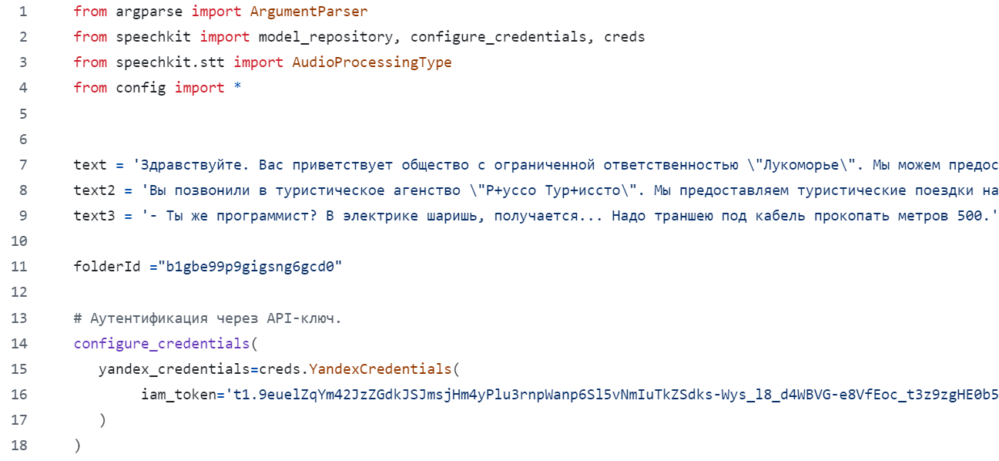 1 from argparse import ArgumentParser
2 from speechkit import model_repository, configure_credentials, creds
3 from speechkit.stt import AudioProcessingType
4 from config import *
5
6
7 text = 'Здравствуйте. Вас приветствует общество с ограниченной ответственностью \"Лукоморье\". Мы можем предос
8 text2 = 'Вы позвонили в туристическое агенство \"Р+уссо Тур+иссто\". Мы предоставляем туристические поездки на
9 text3 = '- Ты же программист? В электрике шаришь, получается... Надо траншею под кабель прокопать метров 500.'
10
11 folderId ="b1gbe99p9gigsng6gcd0"
12
13 # Аутентификация через API-ключ.
14 configure_credentials(
15 yandex_credentials=creds.YandexCredentials(
16 iam_token='t1.9euelZqYm42JzZGdkJSJmsjHm4yPlu3rnpWanp6Sl5vNmIuTkZSdks-Wys_l8_d4WBVG-e8VfEoc_t3z9zgHE0b5
17 )
18 )